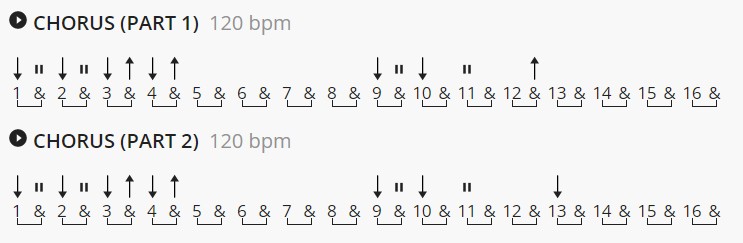 CHORUS (PART 1) 120 bpm
1 & 2 & 3 & 4 & 5 & 6 & 7 & 8 & 9 & 10 & 11 & 12 & 13 & 14 & 15 & 16 &
CHORUS (PART 2) 120 bpm
1 & 2 & 3 & 4 & 5 & 6 & 7 & 8 & 9 & 10 & 11 & 12 & 13 & 14 & 15 & 16 &